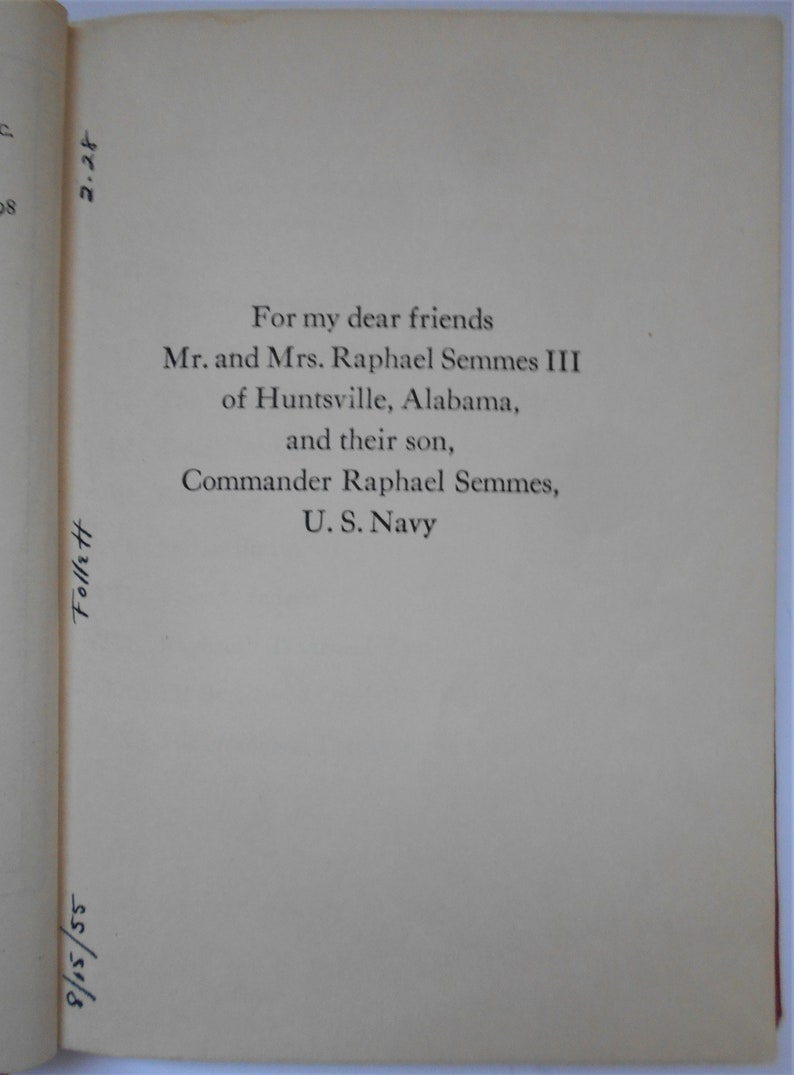 c.
98
For my dear friends
Mr. and Mrs. Raphael Semmes III
of Huntsville, Alabama,
and their son,
Commander Raphael Semmes,
U. S. Navy
8/15/55
Follett
2.28